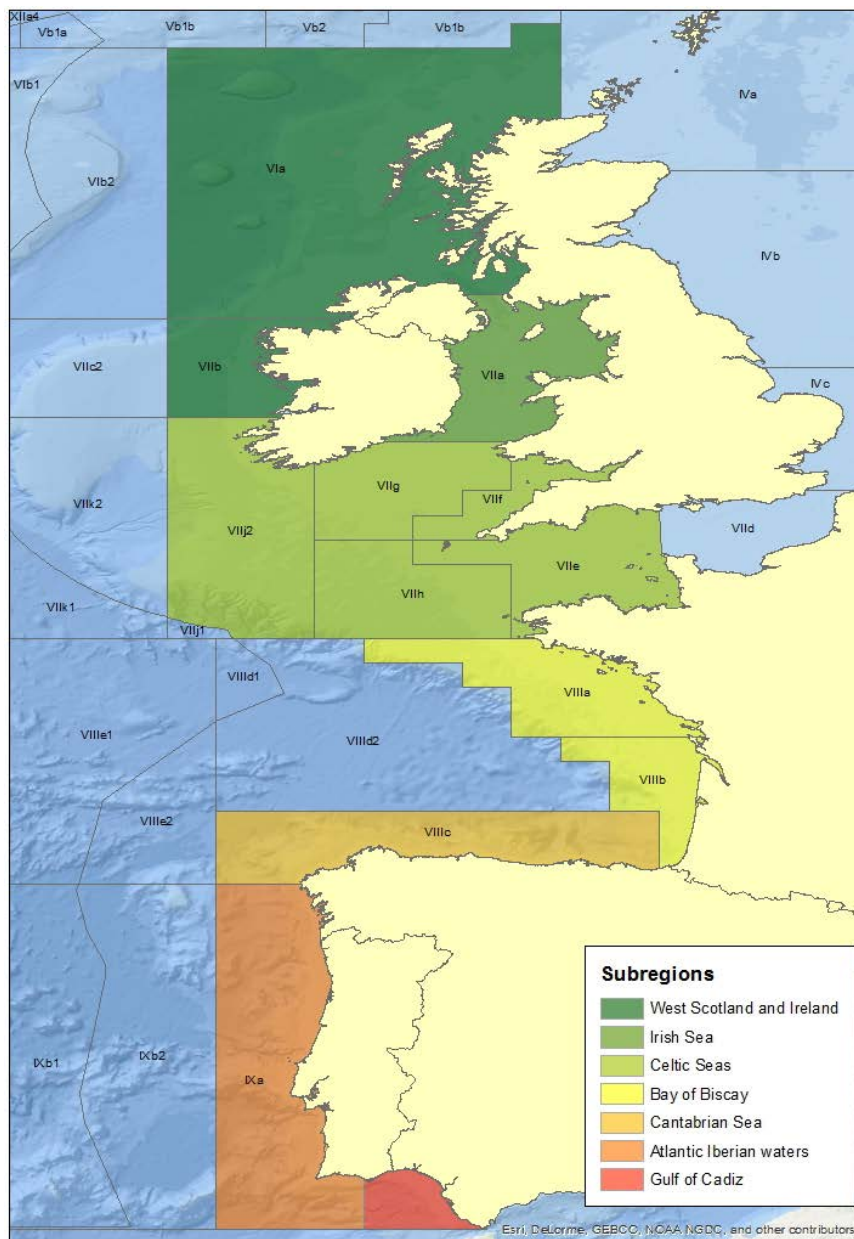 XIIa4
Vb1a
Vb1b
Vb2
Vb1b
VIb1
IVa
VIa
VIb2
IVb
VIIc2
VIIb
VIIa
IVc
VIIg
VIIk2
VIIf
VIId
VIIj2
VIIe
VIIh
VIIk1
VIIj1
VIIId1
VIIIa
VIIIe1
VIIId2
VIIIb
VIIIe2
VIIIc
Subregions
West Scotland and Ireland
Irish Sea
Celtic Seas
Bay of Biscay
Cantabrian Sea
Atlantic Iberian waters
Gulf of Cadiz
IXb1
IXb2
IXa
Esri, DeLorme, GEBCO, NOAA NGDC, and other contributors